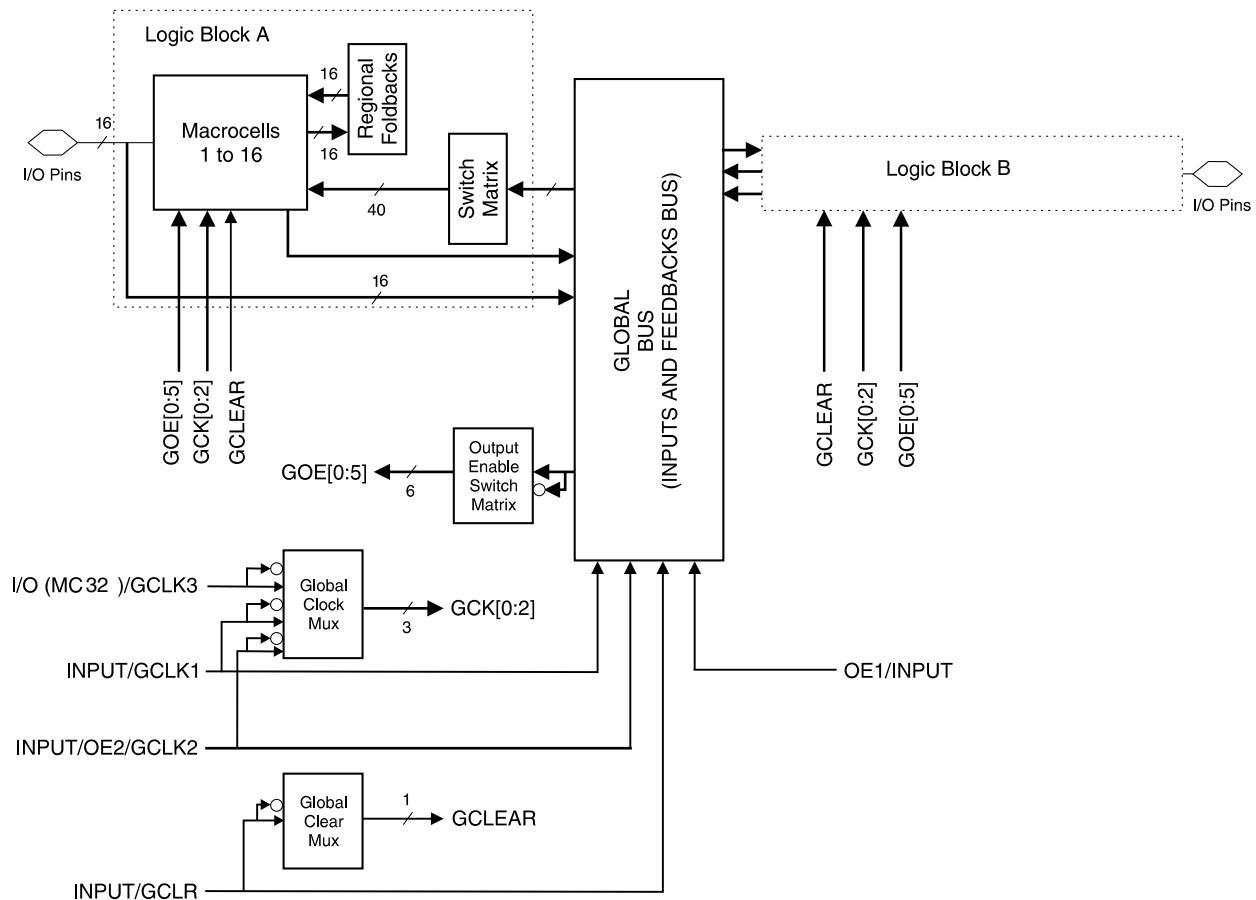 Logic Block A
16
Regional
Foldbacks
16
Macrocells
1 to 16
16
I/O Pins
40
Switch
Matrix
16
GOE[0:5]
GCK[0:2]
GCLEAR
GLOBAL
BUS
(INPUTS AND FEEDBACKS BUS)
Logic Block B
I/O Pins
GCLEAR
GCK[0:2]
GOE[0:5]
GOE[0:5]
6
Output
Enable
Switch
Matrix
I/O (MC32 )/GCLK3
Global
Clock
Mux
3
GCK[0:2]
INPUT/GCLK1
OE1/INPUT
INPUT/OE2/GCLK2
Global
Clear
Mux
1
GCLEAR
INPUT/GCLR